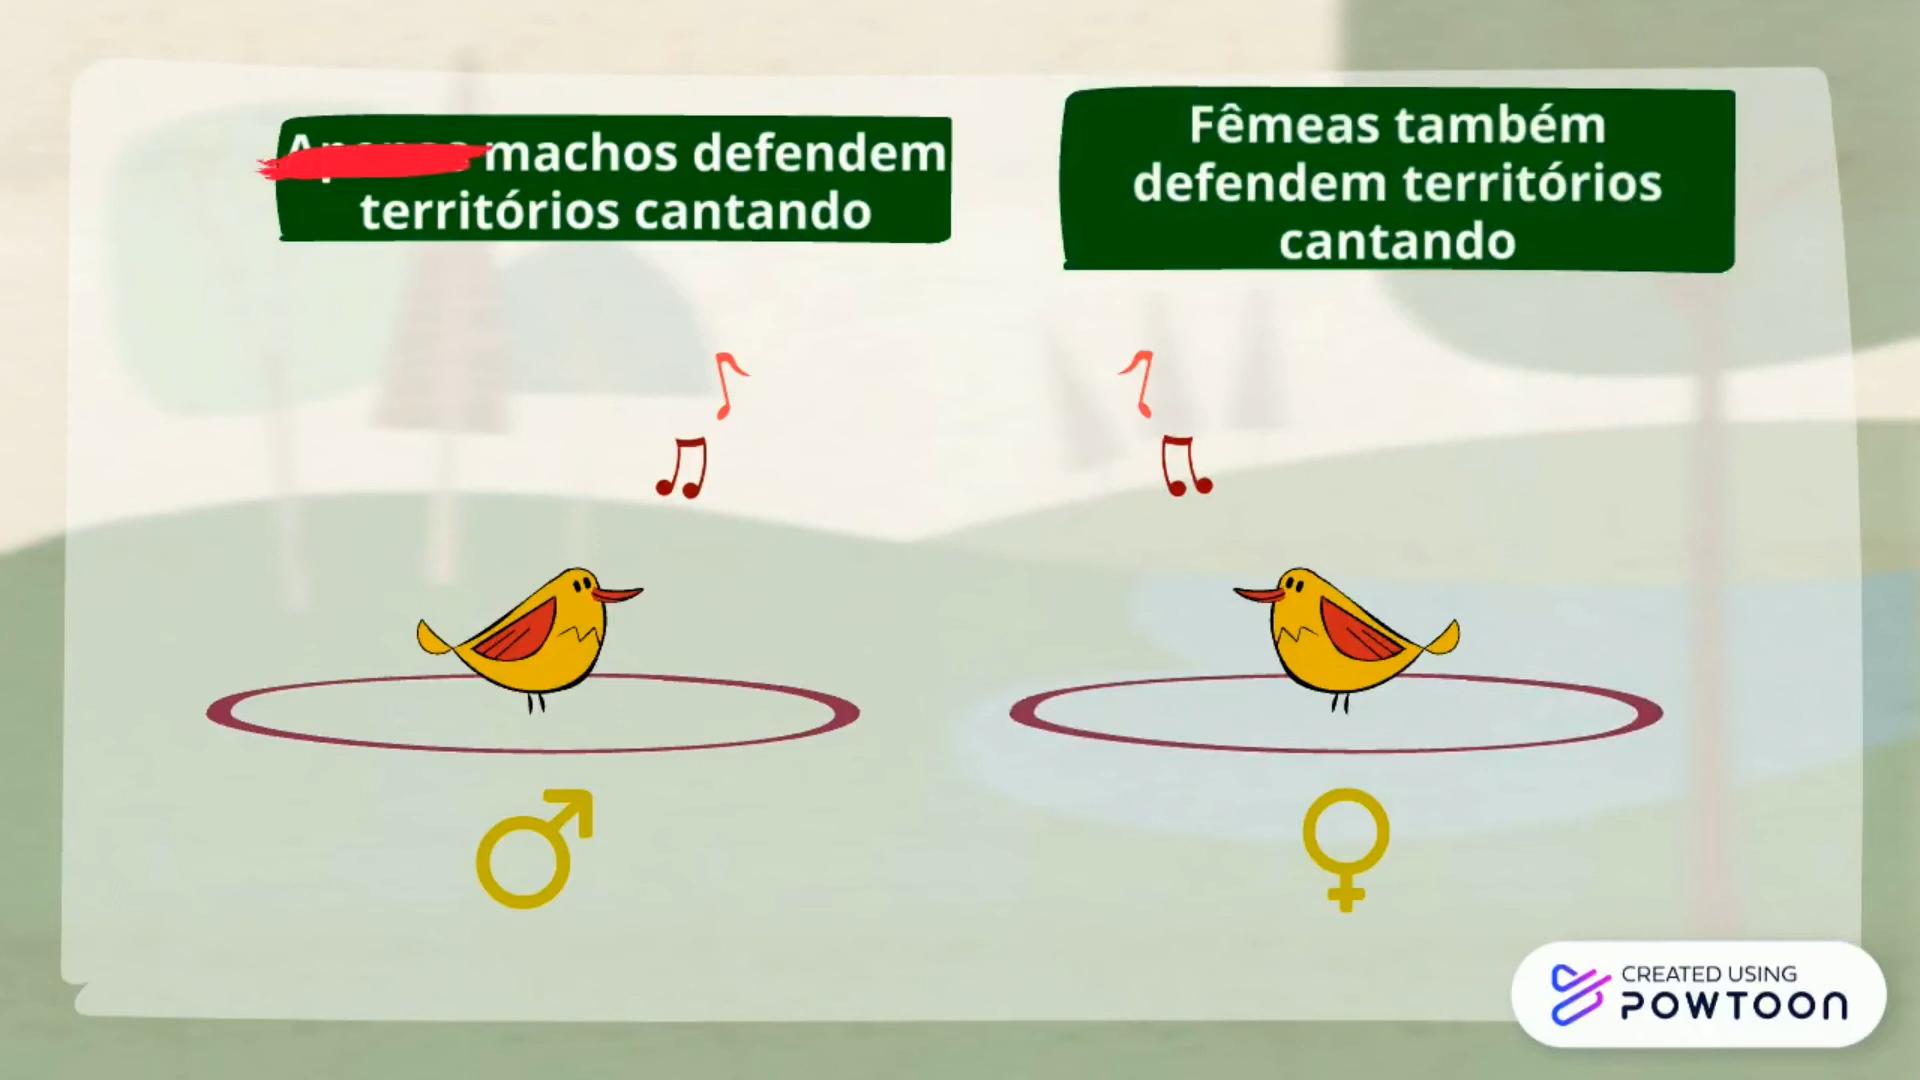 machos defendem
territórios cantando
Fêmeas também
defendem territórios
cantando
CREATED USING
POWTOON